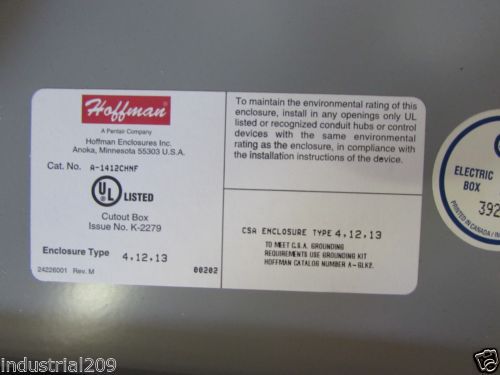 Hoffman
A Pentair Company
Hoffman Enclosures Inc.
Anoka, Minnesota 55303 U.S.A.
Cat. No. A-1412CHNF
UL LISTED
Cutout Box
Issue No. K-2279
Enclosure Type 4,12,13
24226001 Rev. M 00202
To maintain the environmental rating of this
enclosure, install in any openings only UL
listed or recognized conduit hubs or control
devices with the same environmental
rating as the enclosure, in compliance with
the installation instructions of the device.
CSA ENCLOSURE TYPE 4,12,13
TO MEET C.S.A. GROUNDING
REQUIREMENTS USE GROUNDING KIT
HOFFMAN CATALOG NUMBER A-GLK2.
ELECTRIC
BOX
392
PRINTED IN CANADA
industrial209